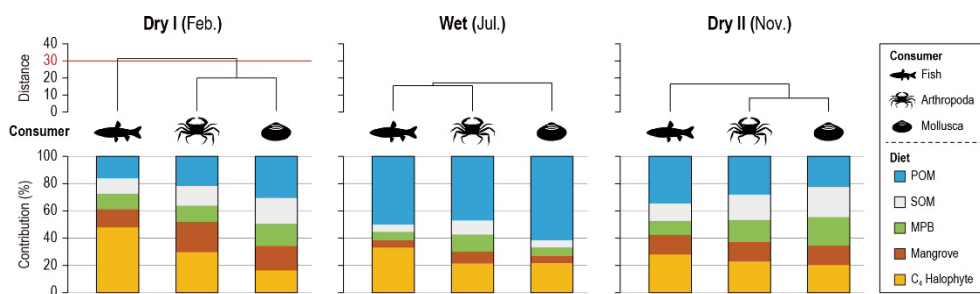 Dry I (Feb.)
Wet (Jul.)
Dry II (Nov.)
Distance
40
30
20
10
0
Consumer
Contribution (%)
100
80
60
40
20
0
Consumer
Fish
Arthropoda
Mollusca
Diet
POM
SOM
MPB
Mangrove
C₄ Halophyte